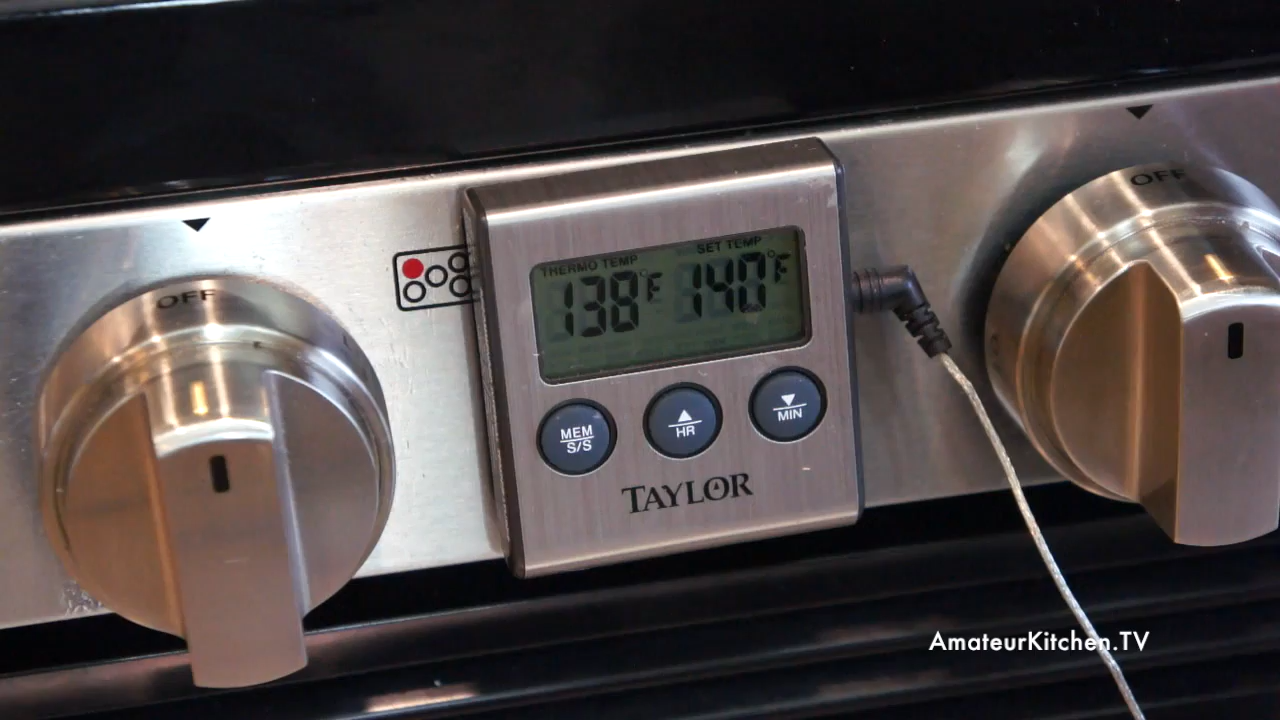 OFF
OFF
THERMO TEMP SET TEMP
138°F 140°F
MEM
S/S
HR
MIN
TAYLOR
AmateurKitchen.TV